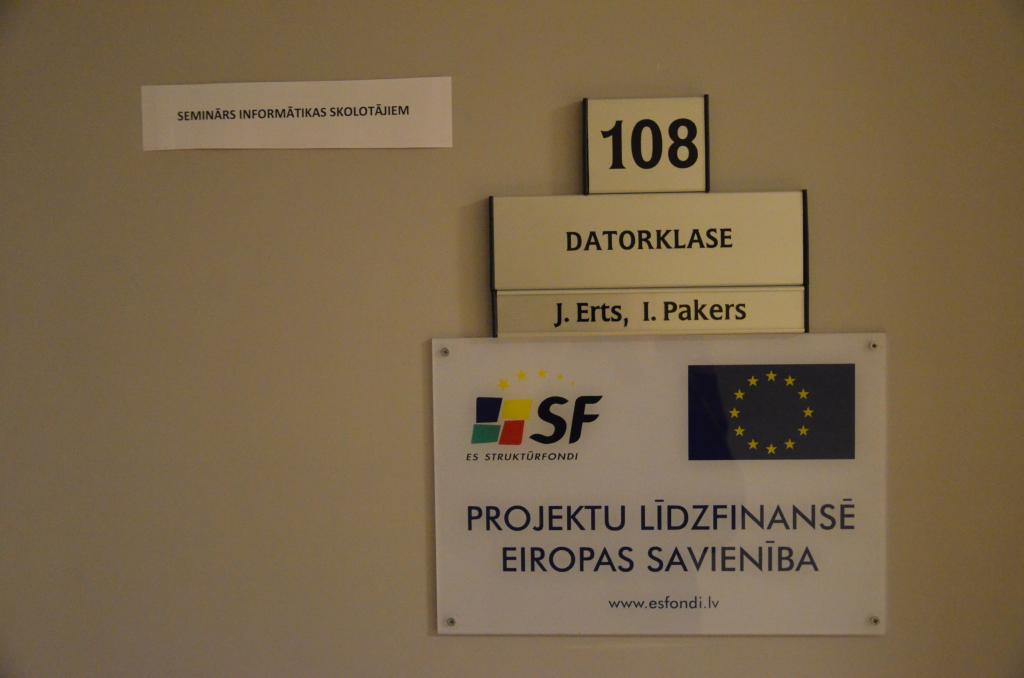 SEMINĀRS INFORMĀTIKAS SKOLOTĀJIEM
108
DATORKLASE
J. Erts, I. Pakers
SF
ES STRUKTŪRFONDI
PROJEKTU LĪDZFINANSĒ
EIROPAS SAVIENĪBA
www.esfondi.lv